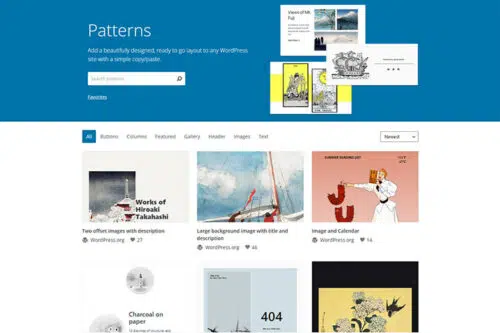 Patterns
Add a beautifully designed, ready to go layout to any WordPress
site with a simple copy/paste.
Search patterns
Favorites
Views of Mt.
Fuji
All
Buttons
Columns
Featured
Gallery
Header
Images
Text
Newest
Works of
Hiroaki
Takahashi
SUMMER READING LIST
Two offset images with description
WordPress.org
27
Large background image with title and
description
WordPress.org
46
Image and Calendar
WordPress.org
14
Charcoal on
paper
404